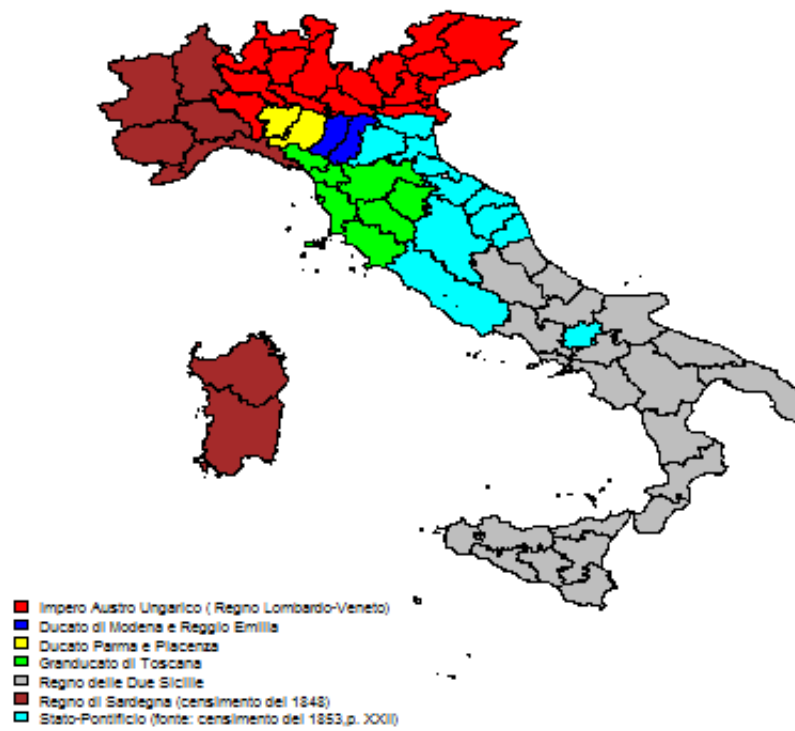 Impero Austro Ungarico ( Regno Lombardo-Veneto)
Ducato di Modena e Reggio Emilia
Ducato Parma e Piacenza
Granducato di Toscana
Regno delle Due Sicilie
Regno di Sardegna (censimento del 1848)
Stato-Pontificio (fonte: censimento del 1853,p. XXII)